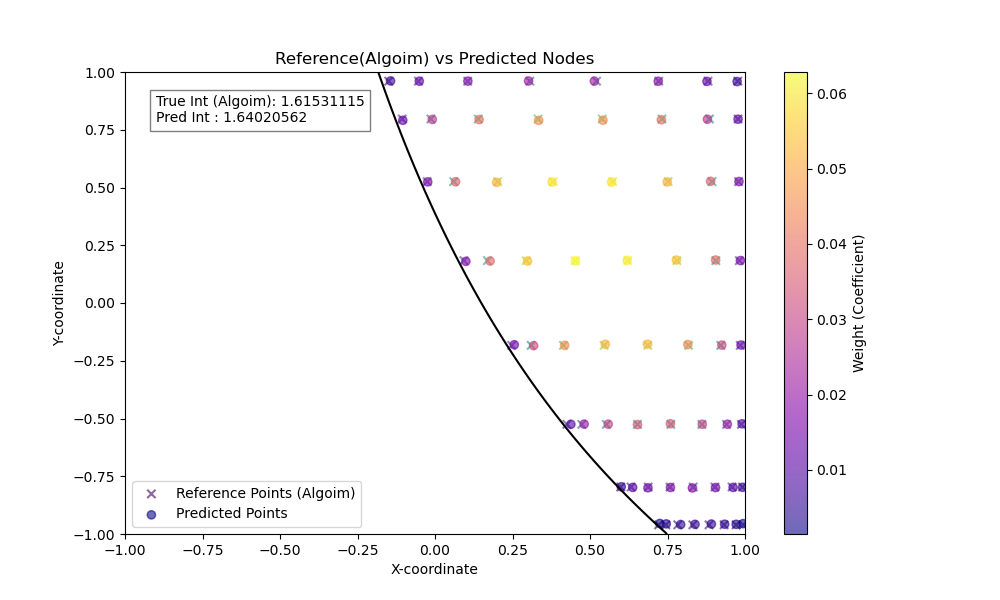 Reference(Algoim) vs Predicted Nodes
True Int (Algoim): 1.61531115
Pred Int : 1.64020562
Y-coordinate
1.00
0.75
0.50
0.25
0.00
−0.25
−0.50
−0.75
−1.00
Reference Points (Algoim)
Predicted Points
−1.00 −0.75 −0.50 −0.25 0.00 0.25 0.50 0.75 1.00
X-coordinate
0.06
0.05
0.04
0.03
0.02
0.01
Weight (Coefficient)